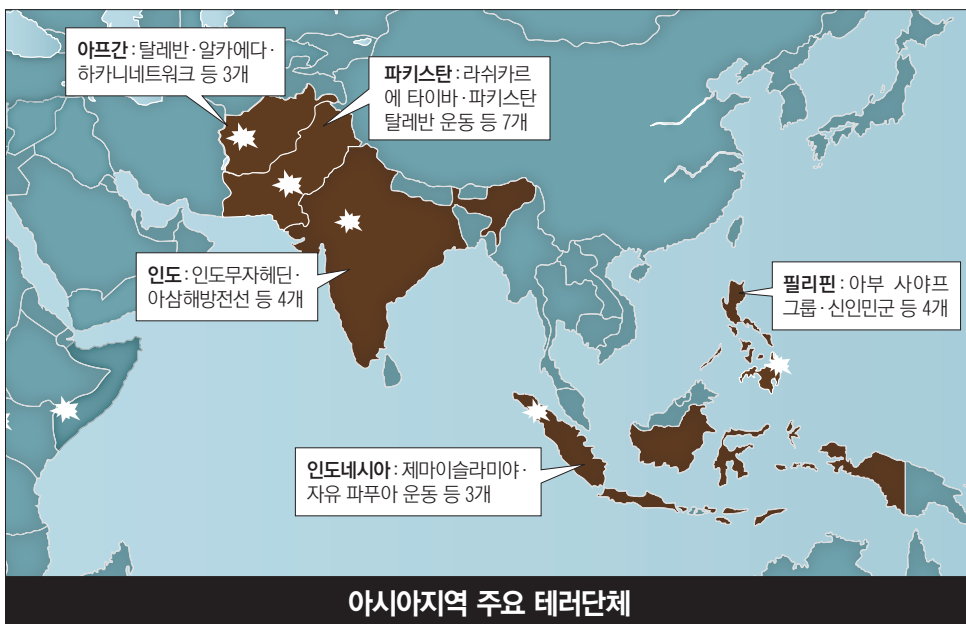 아프간 : 탈레반·알카에다·
하카니네트워크 등 3개
파키스탄 : 라쉬카르
에 타이바·파키스탄
탈레반 운동 등 7개
인도 : 인도무자헤딘·
아삼해방전선 등 4개
필리핀 : 아부 사야프
그룹·신인민군 등 4개
인도네시아 : 제마이슬라미야·
자유 파푸아 운동 등 3개
아시아지역 주요 테러단체